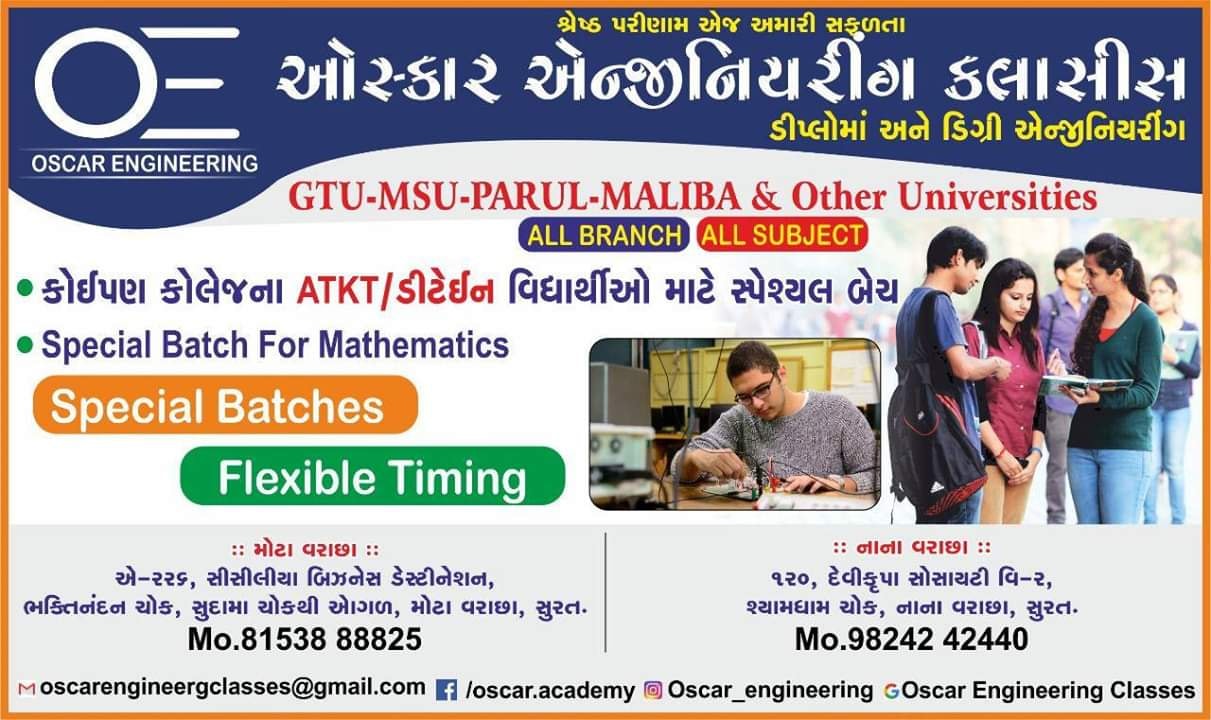 શ્રેષ્ઠ પરીણામ એજ અમારી સફળતા
ઓસ્કાર એન્જીનિયરીંગ કલાસીસ
ડીપ્લોમાં અને ડિગ્રી એન્જીનિયરીંગ
OE
OSCAR ENGINEERING
GTU-MSU-PARUL-MALIBA & Other Universities
ALL BRANCH ALL SUBJECT
• કોઈપણ કોલેજના ATKT/ડીટેઈન વિદ્યાર્થીઓ માટે સ્પેશ્યલ બેચ
• Special Batch For Mathematics
Special Batches
Flexible Timing
:: મોટા વરાછા ::
એ-૨૨૬, સીસીલીયા બિઝનેસ ડેસ્ટીનેશન,
ભક્તિનંદન ચોક, સુદામા ચોકથી એાગળ, મોટા વરાછા, સુરત.
Mo.81538 88825
:: નાના વરાછા ::
૧૨૦, દેવીકૃપા સોસાયટી વિ-૨,
શ્યામધામ ચોક, નાના વરાછા, સુરત.
Mo.98242 42440
oscarengineergclasses@gmail.com /oscar.academy Oscar_engineering Oscar Engineering Classes